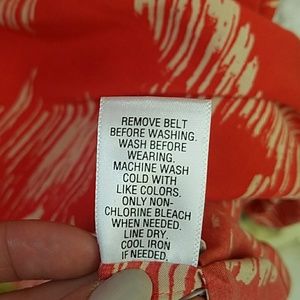 REMOVE BELT
BEFORE WASHING.
WASH BEFORE
WEARING.
MACHINE WASH
COLD WITH
LIKE COLORS.
ONLY NON-
CHLORINE BLEACH
WHEN NEEDED.
LINE DRY.
COOL IRON
IF NEEDED.